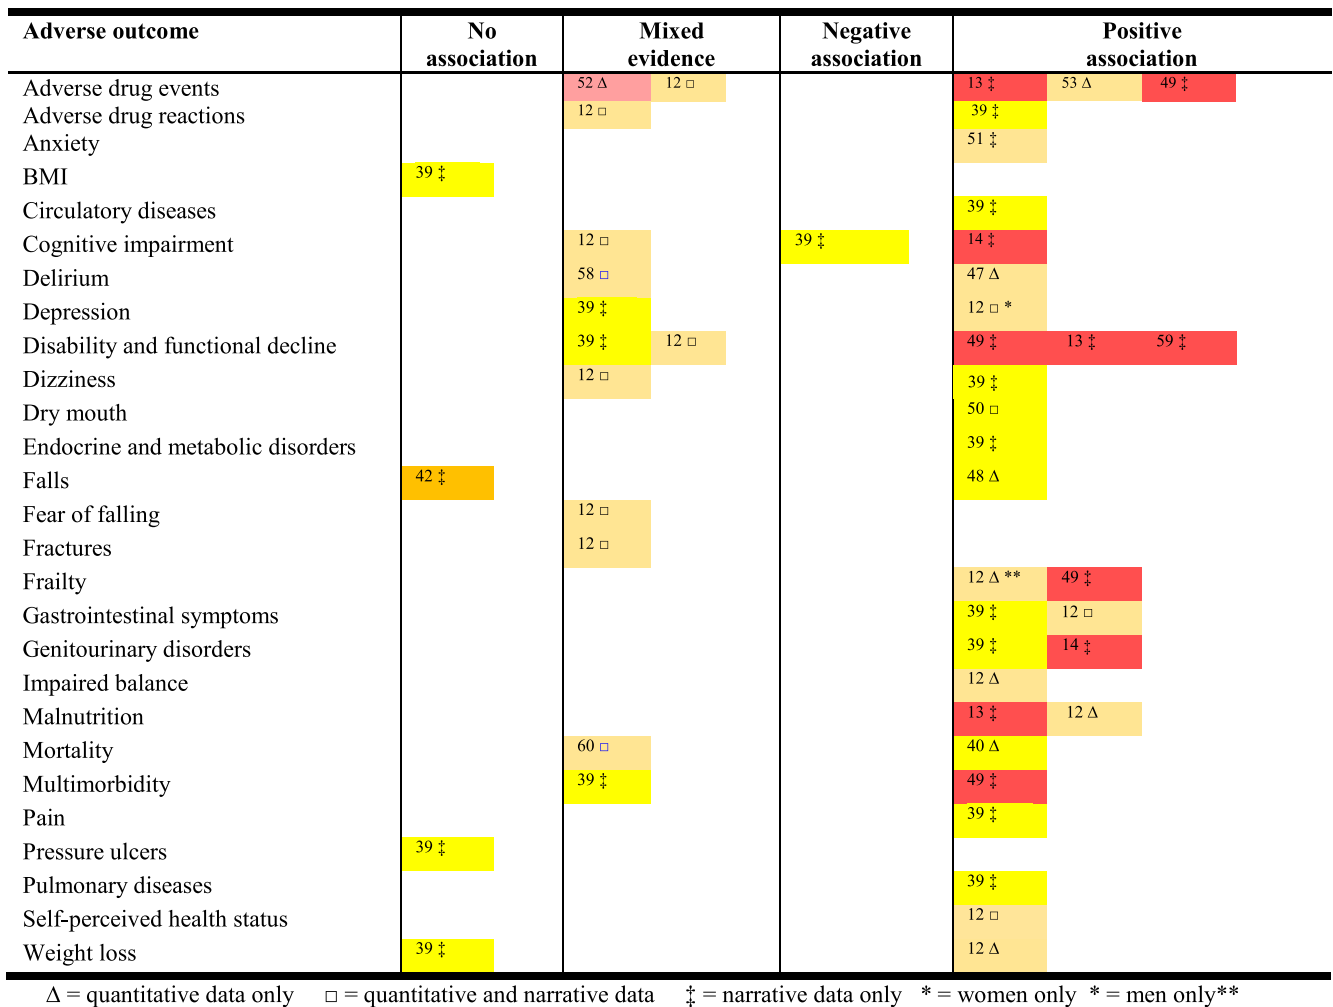 Adverse outcome No association Mixed evidence Negative association Positive association
Adverse drug events 52 Δ 12 □ 13 ‡ 53 Δ 49 ‡
Adverse drug reactions 12 □ 39 ‡
Anxiety 51 ‡
BMI 39 ‡
Circulatory diseases 39 ‡
Cognitive impairment 12 □ 39 ‡ 14 ‡
Delirium 58 □ 47 Δ
Depression 39 ‡ 12 □ *
Disability and functional decline 39 ‡ 12 □ 49 ‡ 13 ‡ 59 ‡
Dizziness 12 □ 39 ‡
Dry mouth 50 □
Endocrine and metabolic disorders 39 ‡
Falls 42 ‡ 48 Δ
Fear of falling 12 □
Fractures 12 □
Frailty 12 Δ ** 49 ‡
Gastrointestinal symptoms 39 ‡ 12 □
Genitourinary disorders 39 ‡ 14 ‡
Impaired balance 12 Δ
Malnutrition 13 ‡ 12 Δ
Mortality 60 □ 40 Δ
Multimorbidity 39 ‡ 49 ‡
Pain 39 ‡
Pressure ulcers 39 ‡
Pulmonary diseases 39 ‡
Self-perceived health status 12 □
Weight loss 39 ‡ 12 Δ
Δ = quantitative data only □ = quantitative and narrative data ‡ = narrative data only * = women only * = men only**